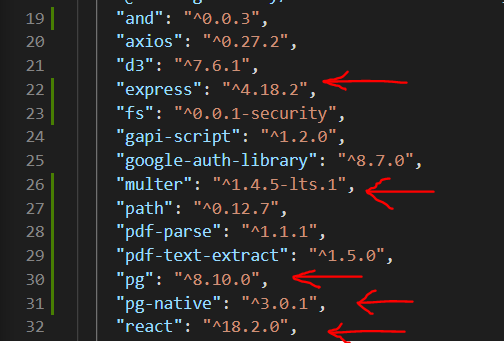 19 "and": "^0.0.3",
20 "axios": "^0.27.2",
21 "d3": "^7.6.1",
22 "express": "^4.18.2",
23 "fs": "^0.0.1-security",
24 "gapi-script": "^1.2.0",
25 "google-auth-library": "^8.7.0",
26 "multer": "^1.4.5-lts.1",
27 "path": "^0.12.7",
28 "pdf-parse": "^1.1.1",
29 "pdf-text-extract": "^1.5.0",
30 "pg": "^8.10.0",
31 "pg-native": "^3.0.1",
32 "react": "^18.2.0",